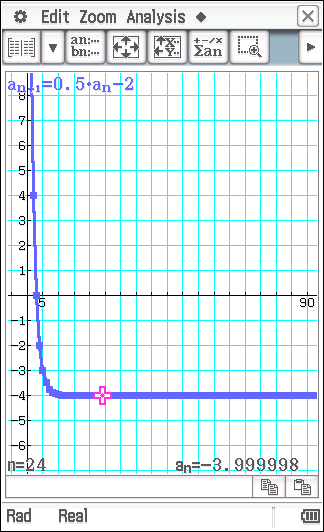 Edit Zoom Analysis
an:…
bn:…
Y:…
X…
+−/×
Σan
aₙ₊₁=0.5·aₙ−2
8
7
6
5
4
3
2
1
5
90
-1
-2
-3
-4
-5
-6
n=24 aₙ=−3.999998
Rad Real